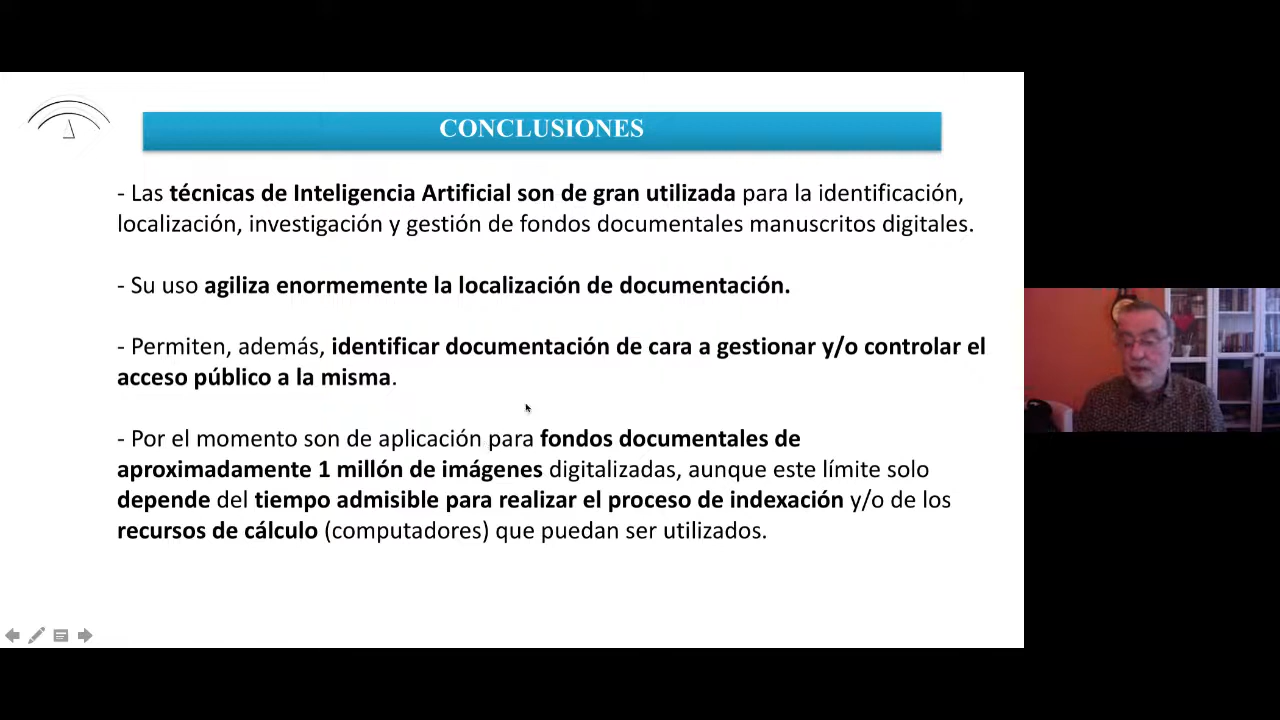 CONCLUSIONES
- Las técnicas de Inteligencia Artificial son de gran utilizada para la identificación,
localización, investigación y gestión de fondos documentales manuscritos digitales.
- Su uso agiliza enormemente la localización de documentación.
- Permiten, además, identificar documentación de cara a gestionar y/o controlar el
acceso público a la misma.
- Por el momento son de aplicación para fondos documentales de
aproximadamente 1 millón de imágenes digitalizadas, aunque este límite solo
depende del tiempo admisible para realizar el proceso de indexación y/o de los
recursos de cálculo (computadores) que puedan ser utilizados.